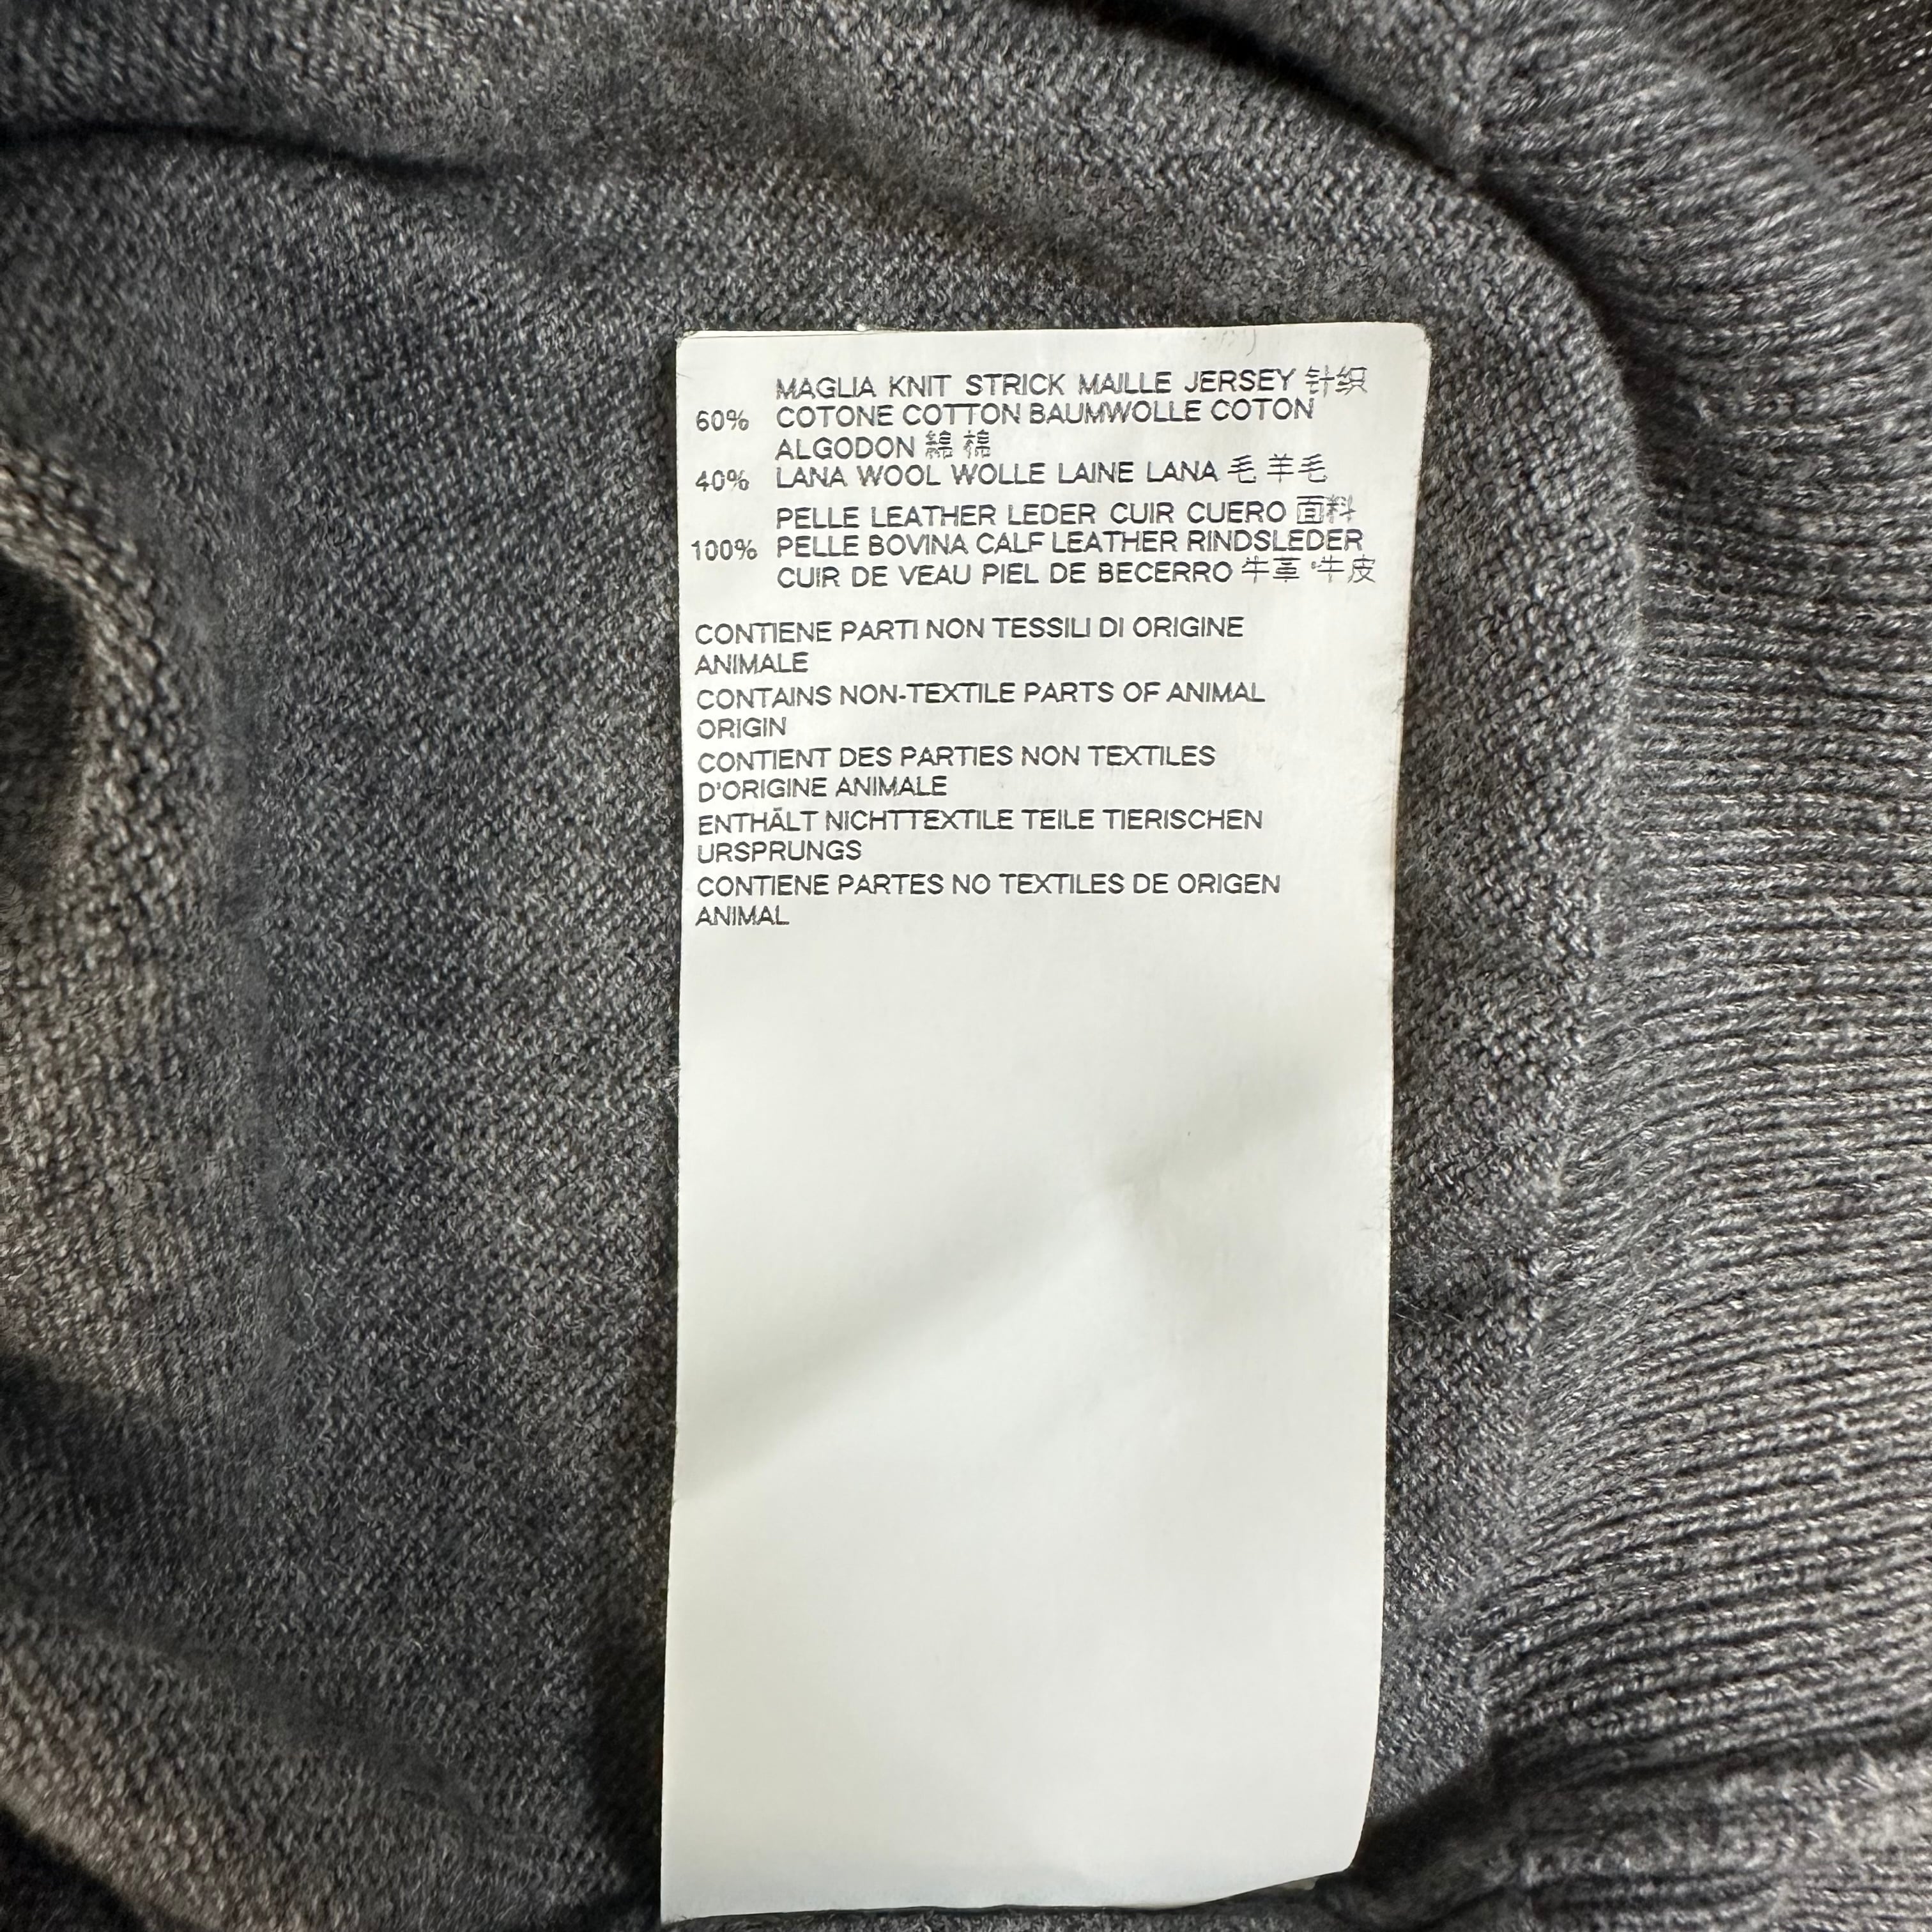 MAGLIA KNIT STRICK MAILLE JERSEY 针织
60% COTONE COTTON BAUMWOLLE COTON
ALGODON 綿 棉
40% LANA WOOL WOLLE LAINE LANA 毛 羊毛
PELLE LEATHER LEDER CUIR CUERO 面料
100% PELLE BOVINA CALF LEATHER RINDSLEDER
CUIR DE VEAU PIEL DE BECERRO 牛革 牛皮
CONTIENE PARTI NON TESSILI DI ORIGINE
ANIMALE
CONTAINS NON-TEXTILE PARTS OF ANIMAL
ORIGIN
CONTIENT DES PARTIES NON TEXTILES
D'ORIGINE ANIMALE
ENTHÄLT NICHTTEXTILE TEILE TIERISCHEN
URSPRUNGS
CONTIENE PARTES NO TEXTILES DE ORIGEN
ANIMAL